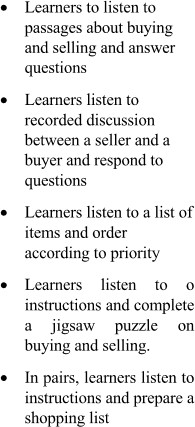 • Learners to listen to
passages about buying
and selling and answer
questions
• Learners listen to
recorded discussion
between a seller and a
buyer and respond to
questions
• Learners listen to a list of
items and order
according to priority
• Learners listen to o
instructions and complete
a jigsaw puzzle on
buying and selling.
• In pairs, learners listen to
instructions and prepare a
shopping list